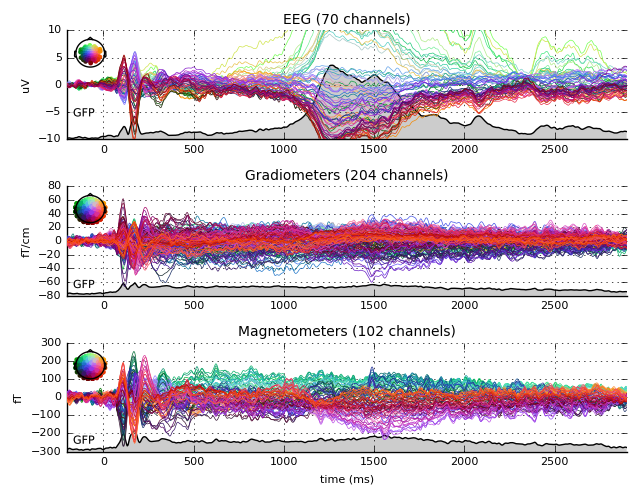 EEG (70 channels)
10
5
0
−5
−10
uV
GFP
0 500 1000 1500 2000 2500
Gradiometers (204 channels)
80
60
40
20
0
−20
−40
−60
−80
fT/cm
GFP
0 500 1000 1500 2000 2500
Magnetometers (102 channels)
300
200
100
0
−100
−200
−300
fT
GFP
0 500 1000 1500 2000 2500
time (ms)